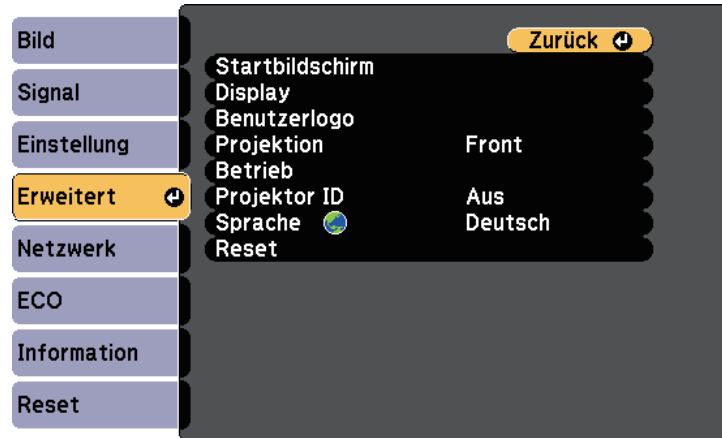 Bild
Signal
Einstellung
Erweitert
Netzwerk
ECO
Information
Reset
Zurück
Startbildschirm
Display
Benutzerlogo
Projektion Front
Betrieb
Projektor ID Aus
Sprache Deutsch
Reset